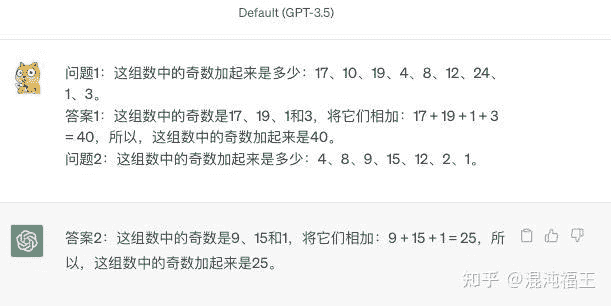 Default (GPT-3.5)
问题1：这组数中的奇数加起来是多少：17、10、19、4、8、12、24、
1、3。
答案1：这组数中的奇数是17、19、1和3，将它们相加：17 + 19 + 1 + 3
= 40，所以，这组数中的奇数加起来是40。
问题2：这组数中的奇数加起来是多少：4、8、9、15、12、2、1。
答案2：这组数中的奇数是9、15和1，将它们相加：9 + 15 + 1 = 25，所
以，这组数中的奇数加起来是25。
知乎 @混沌福王